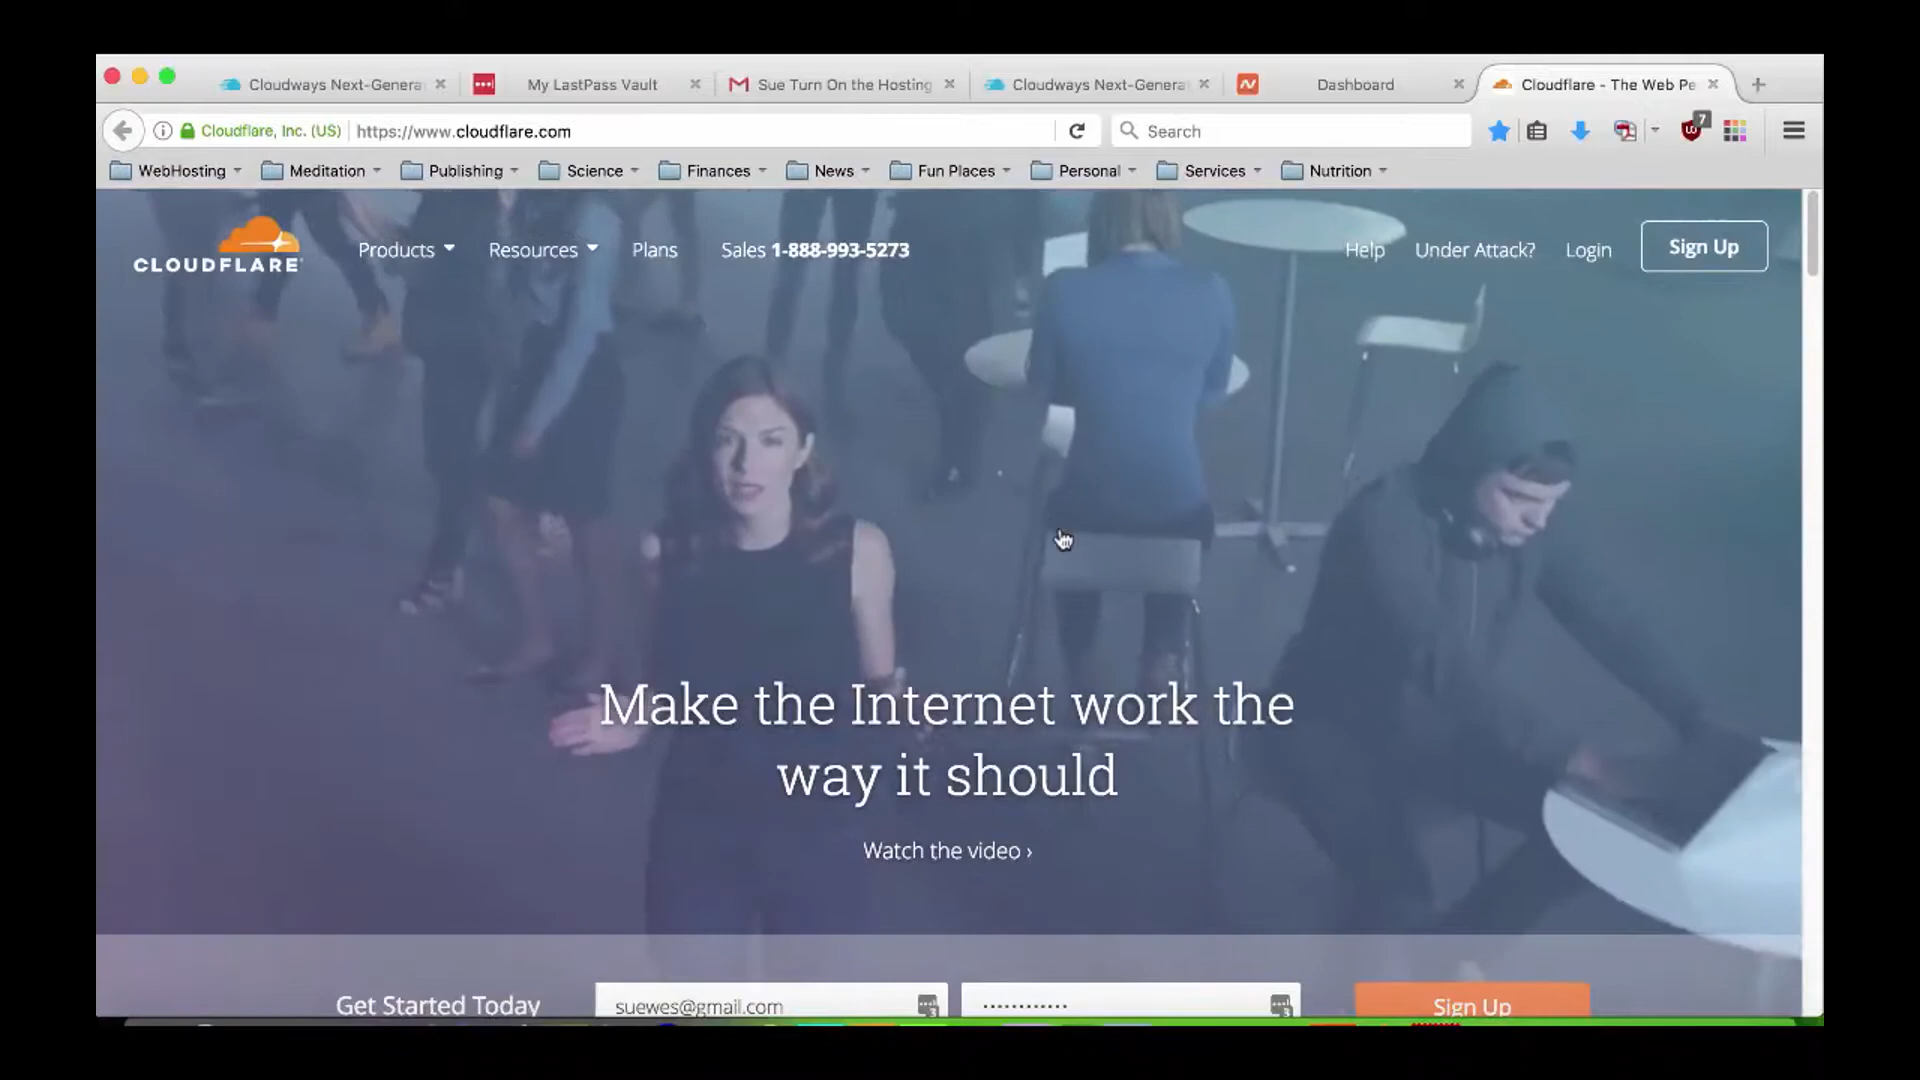 Cloudways Next-Genera
My LastPass Vault
Sue Turn On the Hosting
Cloudways Next-Genera
Dashboard
Cloudflare - The Web Pe
Cloudflare, Inc. (US)
https://www.cloudflare.com
Search
7
WebHosting
Meditation
Publishing
Science
Finances
News
Fun Places
Personal
Services
Nutrition
CLOUDFLARE
Products
Resources
Plans
Sales 1-888-993-5273
Help
Under Attack?
Login
Sign Up
Make the Internet work the
way it should
Watch the video ›
Get Started Today
suewes@gmail.com
············
Sign Up